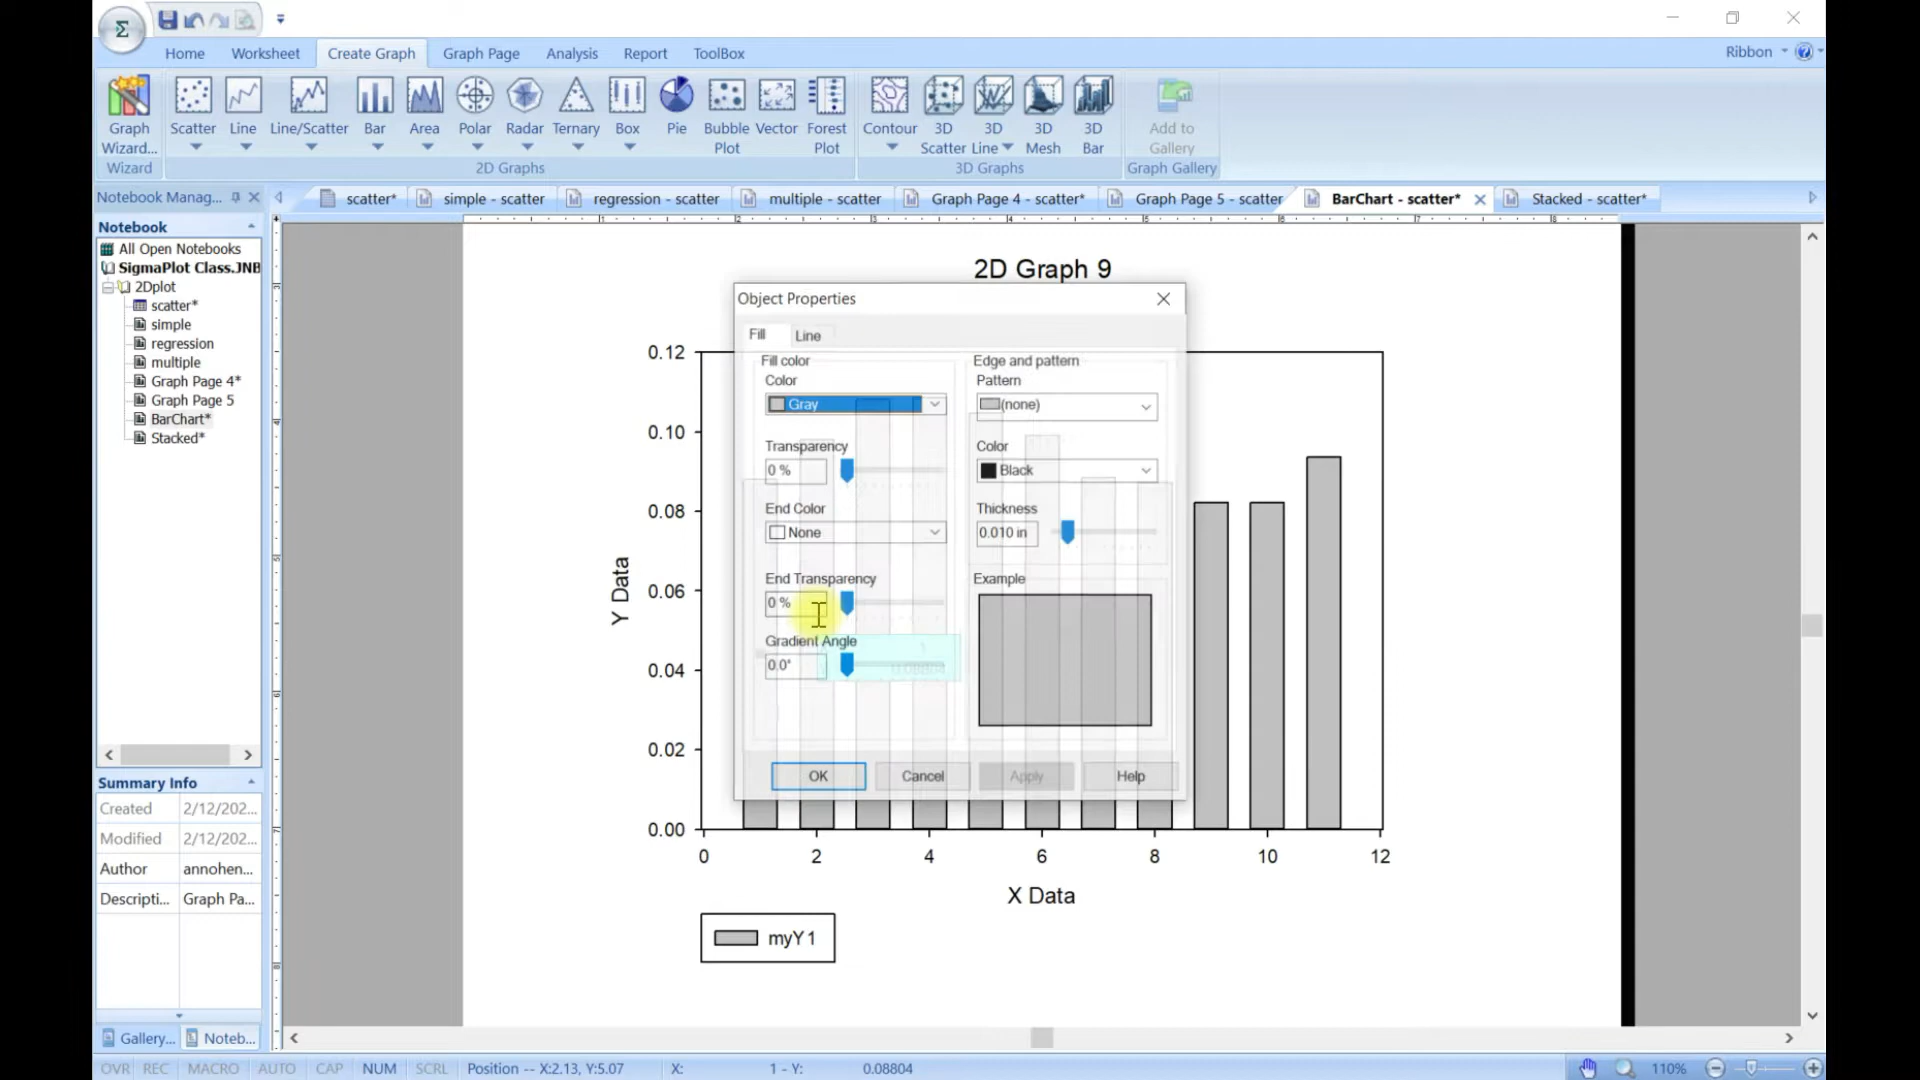 Σ
Home Worksheet Create Graph Graph Page Analysis Report ToolBox Ribbon
Graph Wizard... Scatter Line Line/Scatter Bar Area Polar Radar Ternary Box Pie Bubble Plot Vector Forest Plot Contour 3D Scatter 3D Line 3D Mesh 3D Bar Add to Gallery
Wizard 2D Graphs 3D Graphs Graph Gallery
Notebook Manag... scatter* simple - scatter regression - scatter multiple - scatter Graph Page 4 - scatter* Graph Page 5 - scatter BarChart - scatter* Stacked - scatter*
Notebook
All Open Notebooks
SigmaPlot Class.JNB
2Dplot
scatter*
simple
regression
multiple
Graph Page 4*
Graph Page 5
BarChart*
Stacked*
Summary Info
Created 2/12/202...
Modified 2/12/202...
Author annohen...
Descripti... Graph Pa...
Gallery... Noteb...
2D Graph 9
Object Properties
Fill Line
Fill color
Color
Gray
Transparency
0 %
End Color
None
End Transparency
0 %
Gradient Angle
0.0°
Edge and pattern
Pattern
(none)
Color
Black
Thickness
0.010 in
Example
OK Cancel Apply Help
0.12
0.10
0.08
0.06
0.04
0.02
0.00
Y Data
0 2 4 6 8 10 12
X Data
myY1
OVR REC MACRO AUTO CAP NUM SCRL Position -- X:2.13, Y:5.07 X: 1 - Y: 0.08804 110%